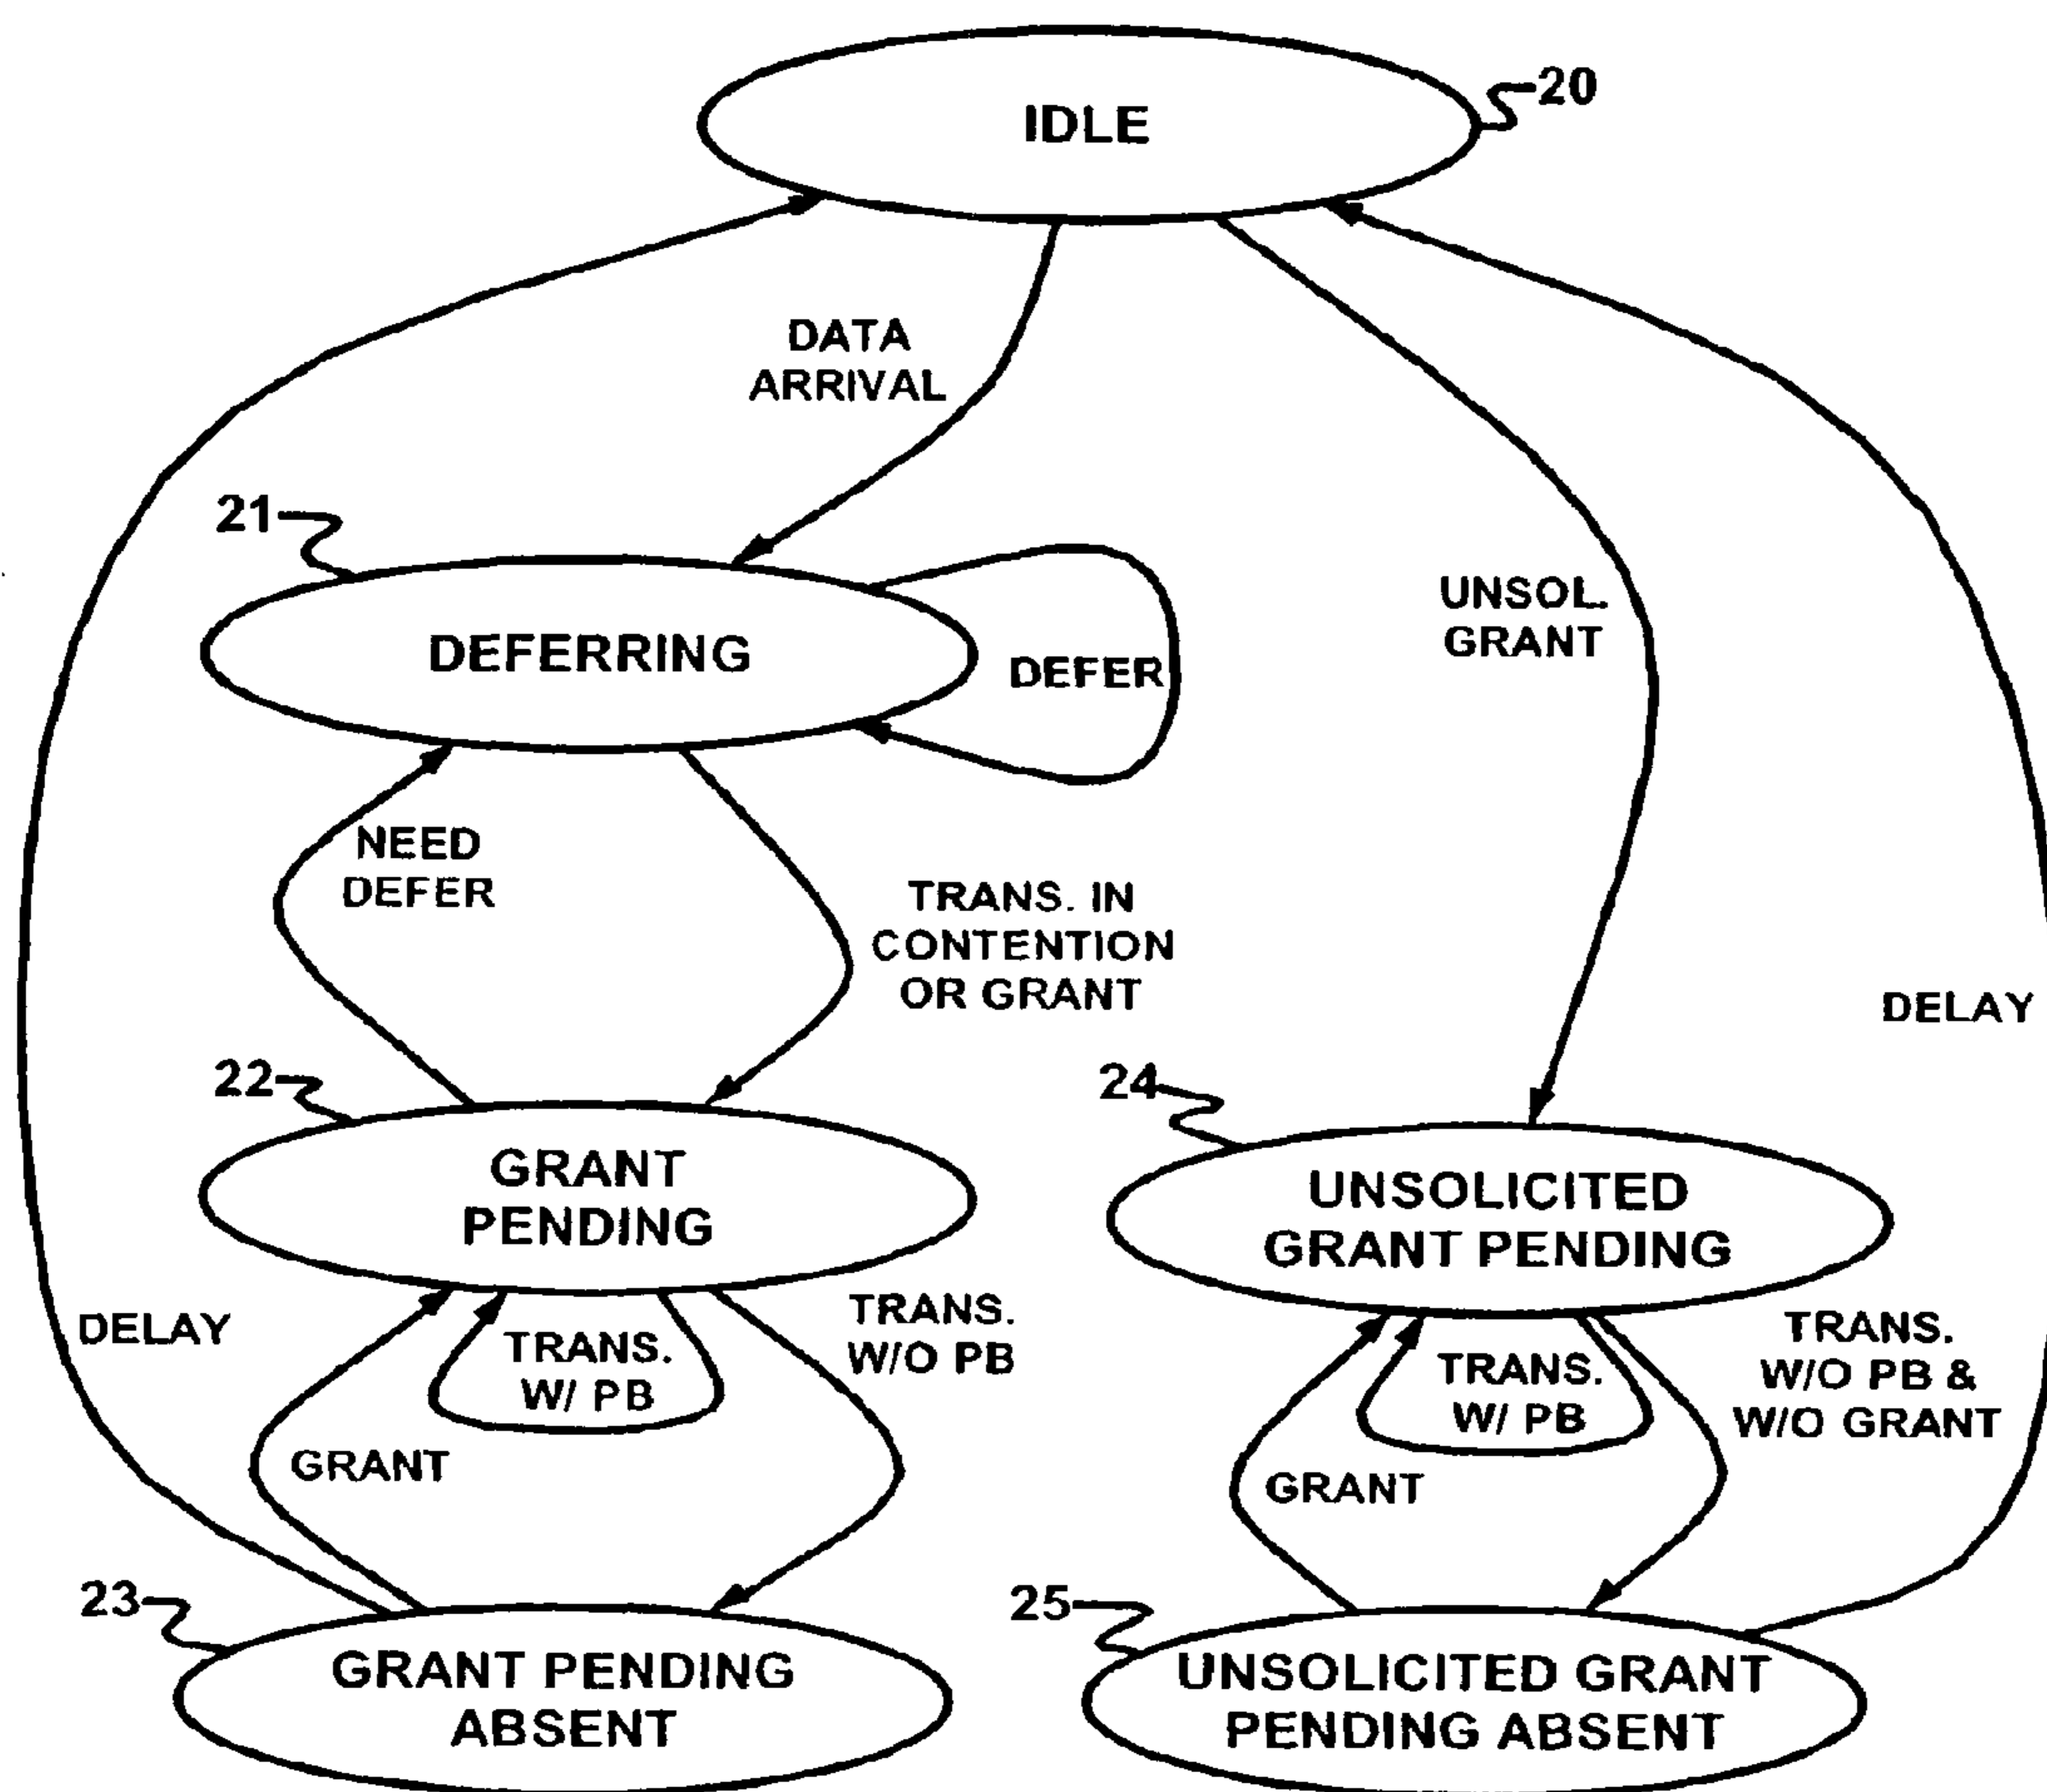 IDLE
20
DATA
ARRIVAL
21
DEFERRING
DEFER
UNSOL.
GRANT
NEED
DEFER
TRANS. IN
CONTENTION
OR GRANT
DELAY
22
GRANT
PENDING
24
UNSOLICITED
GRANT PENDING
DELAY
GRANT
TRANS.
W/ PB
TRANS.
W/O PB
GRANT
TRANS.
W/ PB
TRANS.
W/O PB &
W/O GRANT
23
GRANT PENDING
ABSENT
25
UNSOLICITED GRANT
PENDING ABSENT